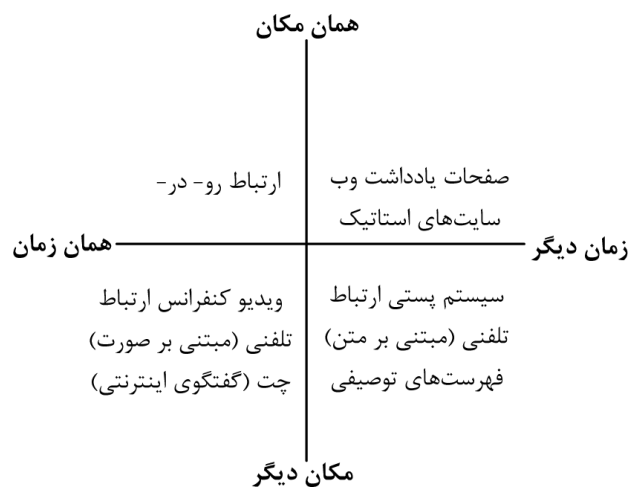 همان مکان
صفحات یادداشت وب
سایت‌های استاتیک
ارتباط رو- در-
زمان دیگر
همان زمان
سیستم پستی ارتباط
تلفنی (مبتنی بر متن)
فهرست‌های توصیفی
ویدیو کنفرانس ارتباط
تلفنی (مبتنی بر صورت)
چت (گفتگوی اینترنتی)
مکان دیگر